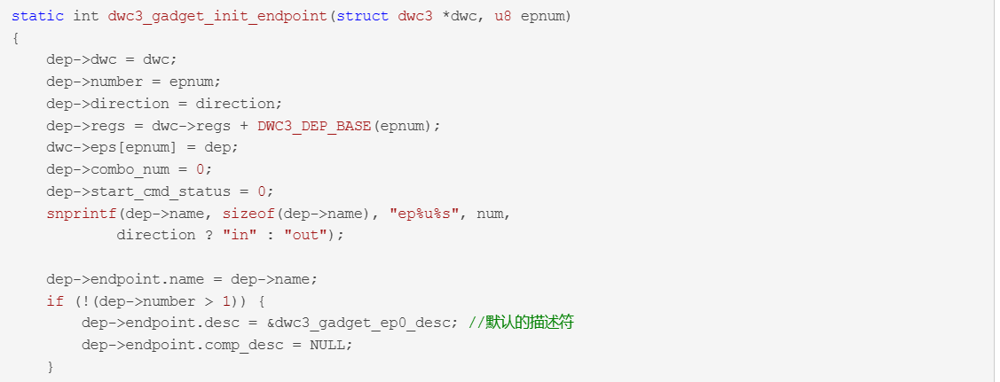 static int dwc3_gadget_init_endpoint(struct dwc3 *dwc, u8 epnum)
{
    dep->dwc = dwc;
    dep->number = epnum;
    dep->direction = direction;
    dep->regs = dwc->regs + DWC3_DEP_BASE(epnum);
    dwc->eps[epnum] = dep;
    dep->combo_num = 0;
    dep->start_cmd_status = 0;
    snprintf(dep->name, sizeof(dep->name), "ep%u%s", num,
            direction ? "in" : "out");

    dep->endpoint.name = dep->name;
    if (!(dep->number > 1)) {
        dep->endpoint.desc = &dwc3_gadget_ep0_desc; //默认的描述符
        dep->endpoint.comp_desc = NULL;
    }